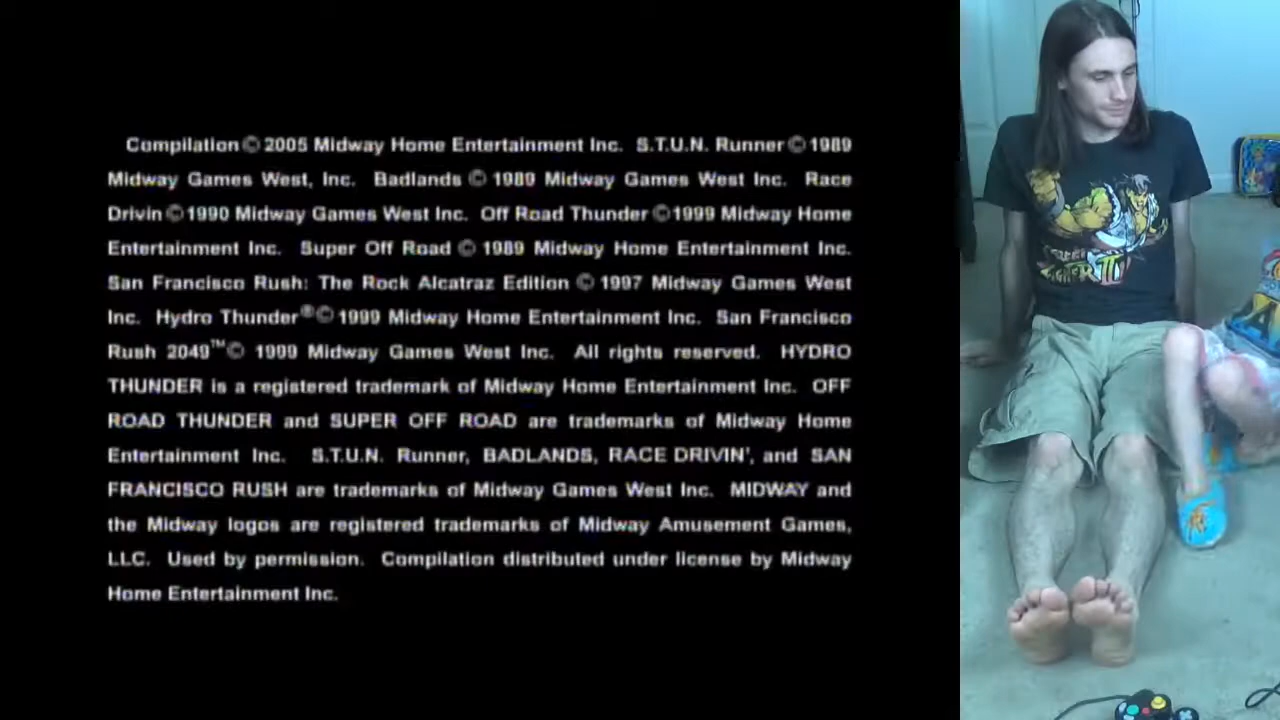 Compilation © 2005 Midway Home Entertainment Inc. S.T.U.N. Runner © 1989
Midway Games West, Inc. Badlands © 1989 Midway Games West Inc. Race
Drivin © 1990 Midway Games West Inc. Off Road Thunder © 1999 Midway Home
Entertainment Inc. Super Off Road © 1989 Midway Home Entertainment Inc.
San Francisco Rush: The Rock Alcatraz Edition © 1997 Midway Games West
Inc. Hydro Thunder®© 1999 Midway Home Entertainment Inc. San Francisco
Rush 2049™© 1999 Midway Games West Inc. All rights reserved. HYDRO
THUNDER is a registered trademark of Midway Home Entertainment Inc. OFF
ROAD THUNDER and SUPER OFF ROAD are trademarks of Midway Home
Entertainment Inc. S.T.U.N. Runner, BADLANDS, RACE DRIVIN', and SAN
FRANCISCO RUSH are trademarks of Midway Games West Inc. MIDWAY and
the Midway logos are registered trademarks of Midway Amusement Games,
LLC. Used by permission. Compilation distributed under license by Midway
Home Entertainment Inc.
STREET
FIGHTER II